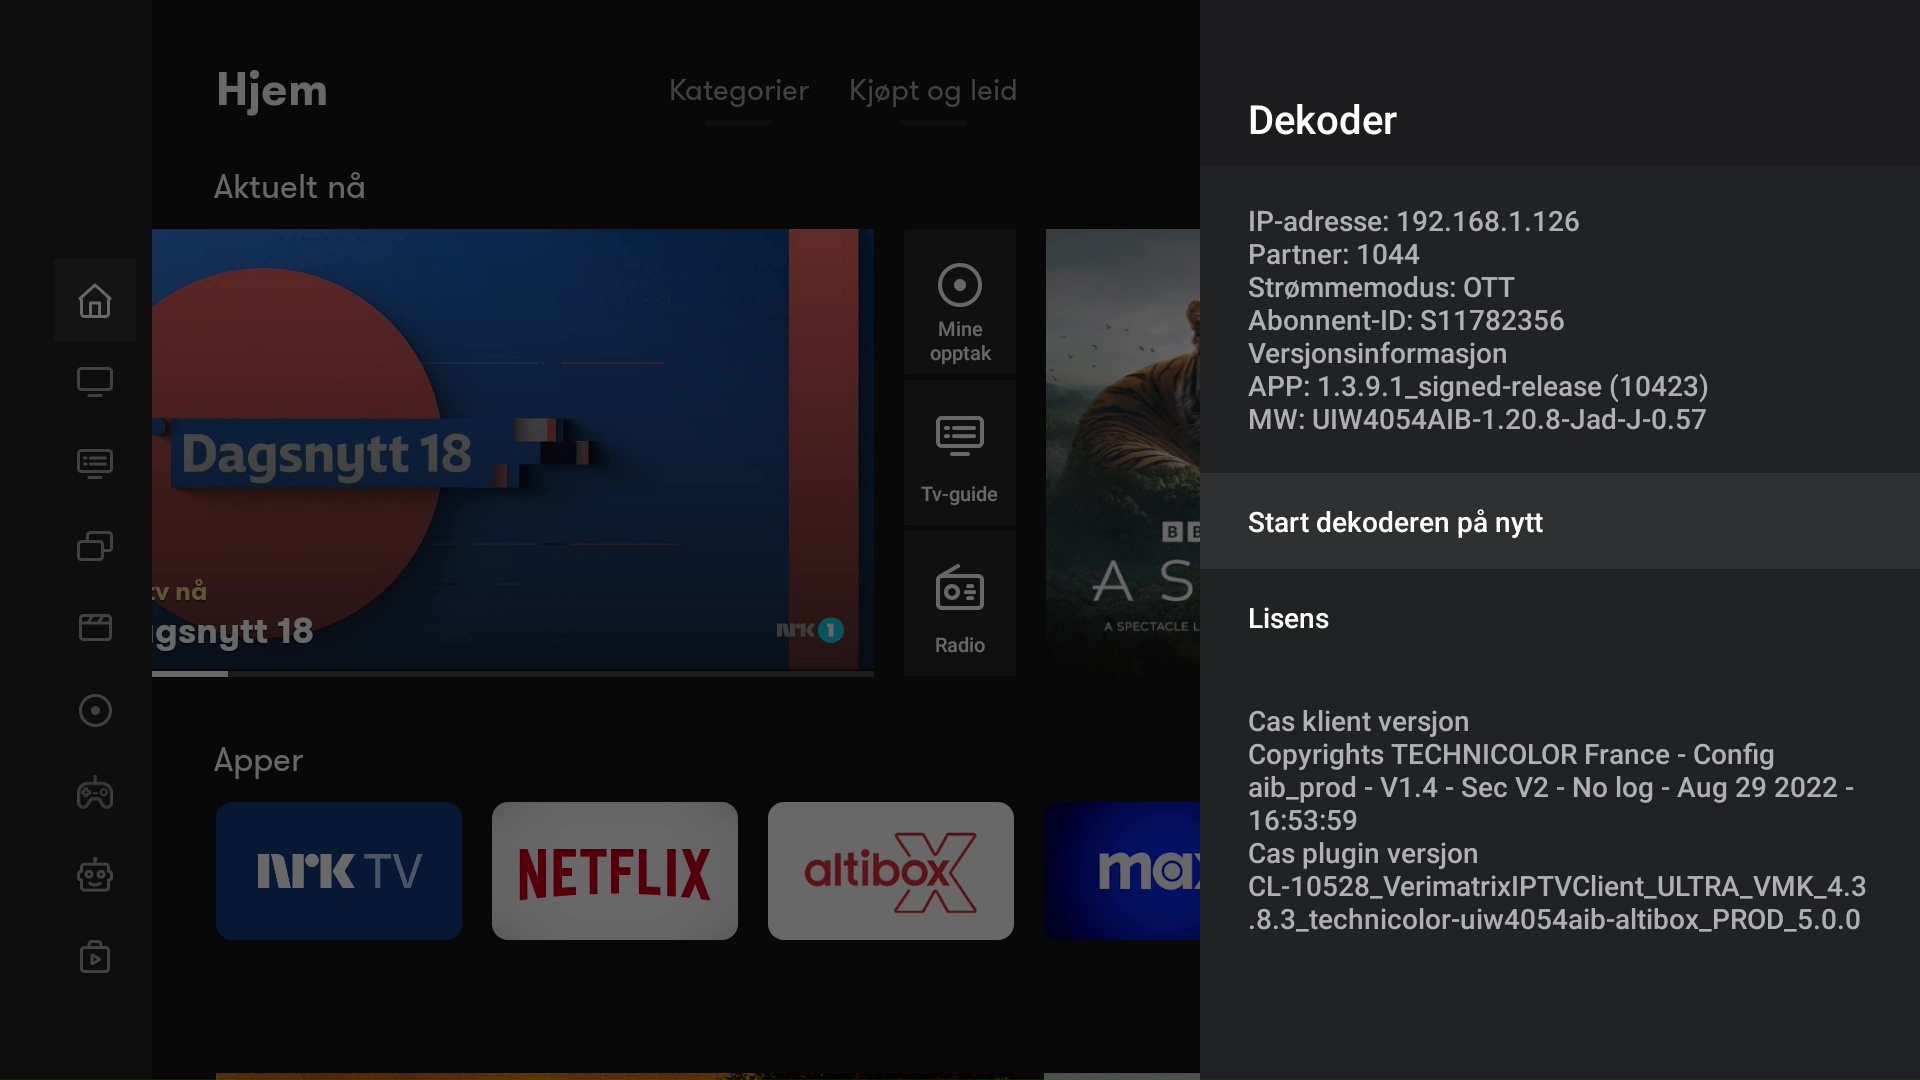 Hjem
Kategorier
Kjøpt og leid
Aktuelt nå
Dagsnytt 18
tv nå
gsnytt 18
NRK 1
Mine
opptak
Tv-guide
Radio
A S
A SPECTACLE L
Apper
NRK TV
NETFLIX
altibox
max
Dekoder
IP-adresse: 192.168.1.126
Partner: 1044
Strømmemodus: OTT
Abonnent-ID: S11782356
Versjonsinformasjon
APP: 1.3.9.1_signed-release (10423)
MW: UIW4054AIB-1.20.8-Jad-J-0.57
Start dekoderen på nytt
Lisens
Cas klient versjon
Copyrights TECHNICOLOR France - Config
aib_prod - V1.4 - Sec V2 - No log - Aug 29 2022 -
16:53:59
Cas plugin versjon
CL-10528_VerimatrixIPTVClient_ULTRA_VMK_4.3
.8.3_technicolor-uiw4054aib-altibox_PROD_5.0.0